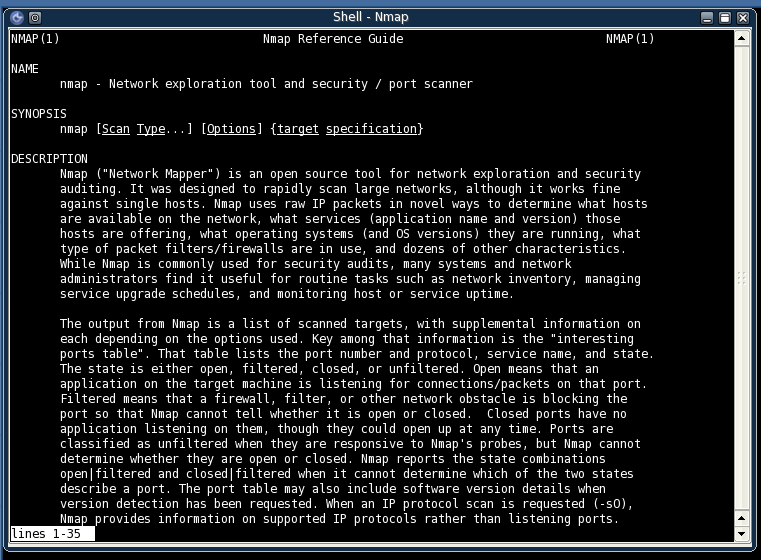 Shell - Nmap
NMAP(1) Nmap Reference Guide NMAP(1)
NAME
nmap - Network exploration tool and security / port scanner
SYNOPSIS
nmap [Scan Type...] [Options] {target specification}
DESCRIPTION
Nmap ("Network Mapper") is an open source tool for network exploration and security
auditing. It was designed to rapidly scan large networks, although it works fine
against single hosts. Nmap uses raw IP packets in novel ways to determine what hosts
are available on the network, what services (application name and version) those
hosts are offering, what operating systems (and OS versions) they are running, what
type of packet filters/firewalls are in use, and dozens of other characteristics.
While Nmap is commonly used for security audits, many systems and network
administrators find it useful for routine tasks such as network inventory, managing
service upgrade schedules, and monitoring host or service uptime.
The output from Nmap is a list of scanned targets, with supplemental information on
each depending on the options used. Key among that information is the "interesting
ports table". That table lists the port number and protocol, service name, and state.
The state is either open, filtered, closed, or unfiltered. Open means that an
application on the target machine is listening for connections/packets on that port.
Filtered means that a firewall, filter, or other network obstacle is blocking the
port so that Nmap cannot tell whether it is open or closed.  Closed ports have no
application listening on them, though they could open up at any time. Ports are
classified as unfiltered when they are responsive to Nmap's probes, but Nmap cannot
determine whether they are open or closed. Nmap reports the state combinations
open|filtered and closed|filtered when it cannot determine which of the two states
describe a port. The port table may also include software version details when
version detection has been requested. When an IP protocol scan is requested (-sO),
Nmap provides information on supported IP protocols rather than listening ports.
lines 1-35